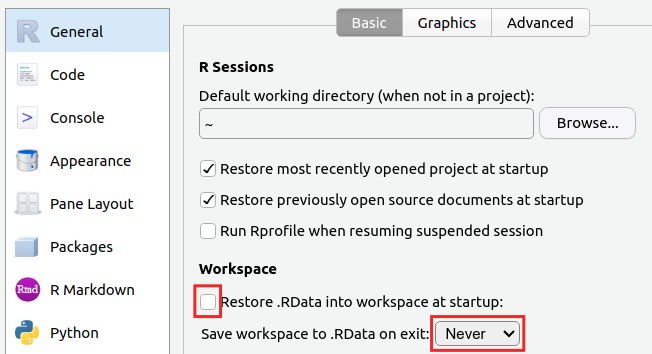 General
Code
Console
Appearance
Pane Layout
Packages
Rmd R Markdown
Python
Basic Graphics Advanced
R Sessions
Default working directory (when not in a project):
~ Browse...
Restore most recently opened project at startup
Restore previously open source documents at startup
Run Rprofile when resuming suspended session
Workspace
Restore .RData into workspace at startup:
Save workspace to .RData on exit: Never